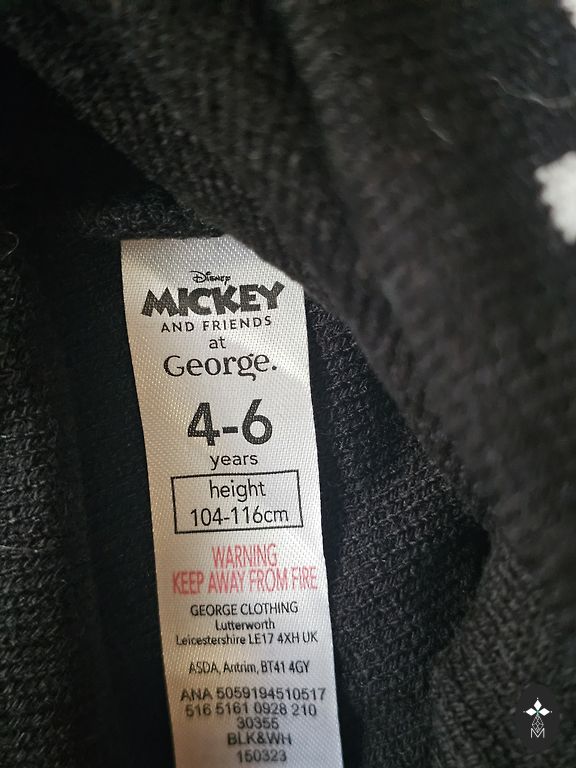 Disney
MICKEY
AND FRIENDS
at
George.
4-6
years
height
104-116cm
WARNING
KEEP AWAY FROM FIRE
GEORGE CLOTHING
Lutterworth
Leicestershire LE17 4XH UK
ASDA, Antrim, BT41 4GY
ANA 5059194510517
516 5161 0928 210
30355
BLK&WH
150323
M